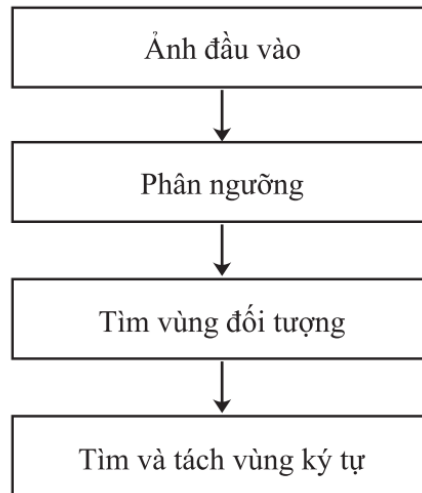 Ảnh đầu vào
Phân ngưỡng
Tìm vùng đối tượng
Tìm và tách vùng ký tự